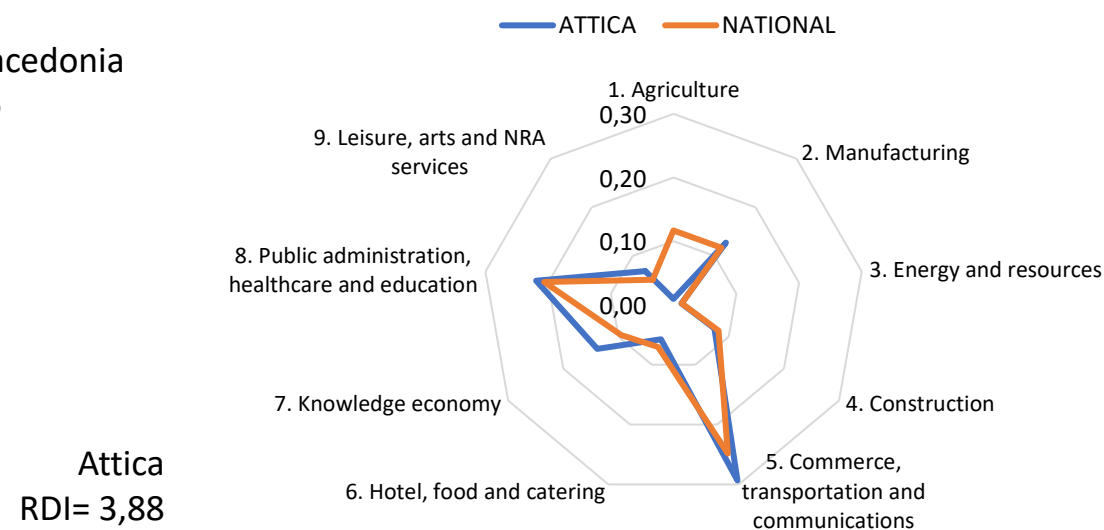 ATTICA NATIONAL
acedonia
1. Agriculture
0,30
9. Leisure, arts and NRA
services
2. Manufacturing
0,20
0,10
8. Public administration,
healthcare and education
3. Energy and resources
0,00
7. Knowledge economy
4. Construction
Attica
RDI= 3,88
6. Hotel, food and catering
5. Commerce,
transportation and
communications